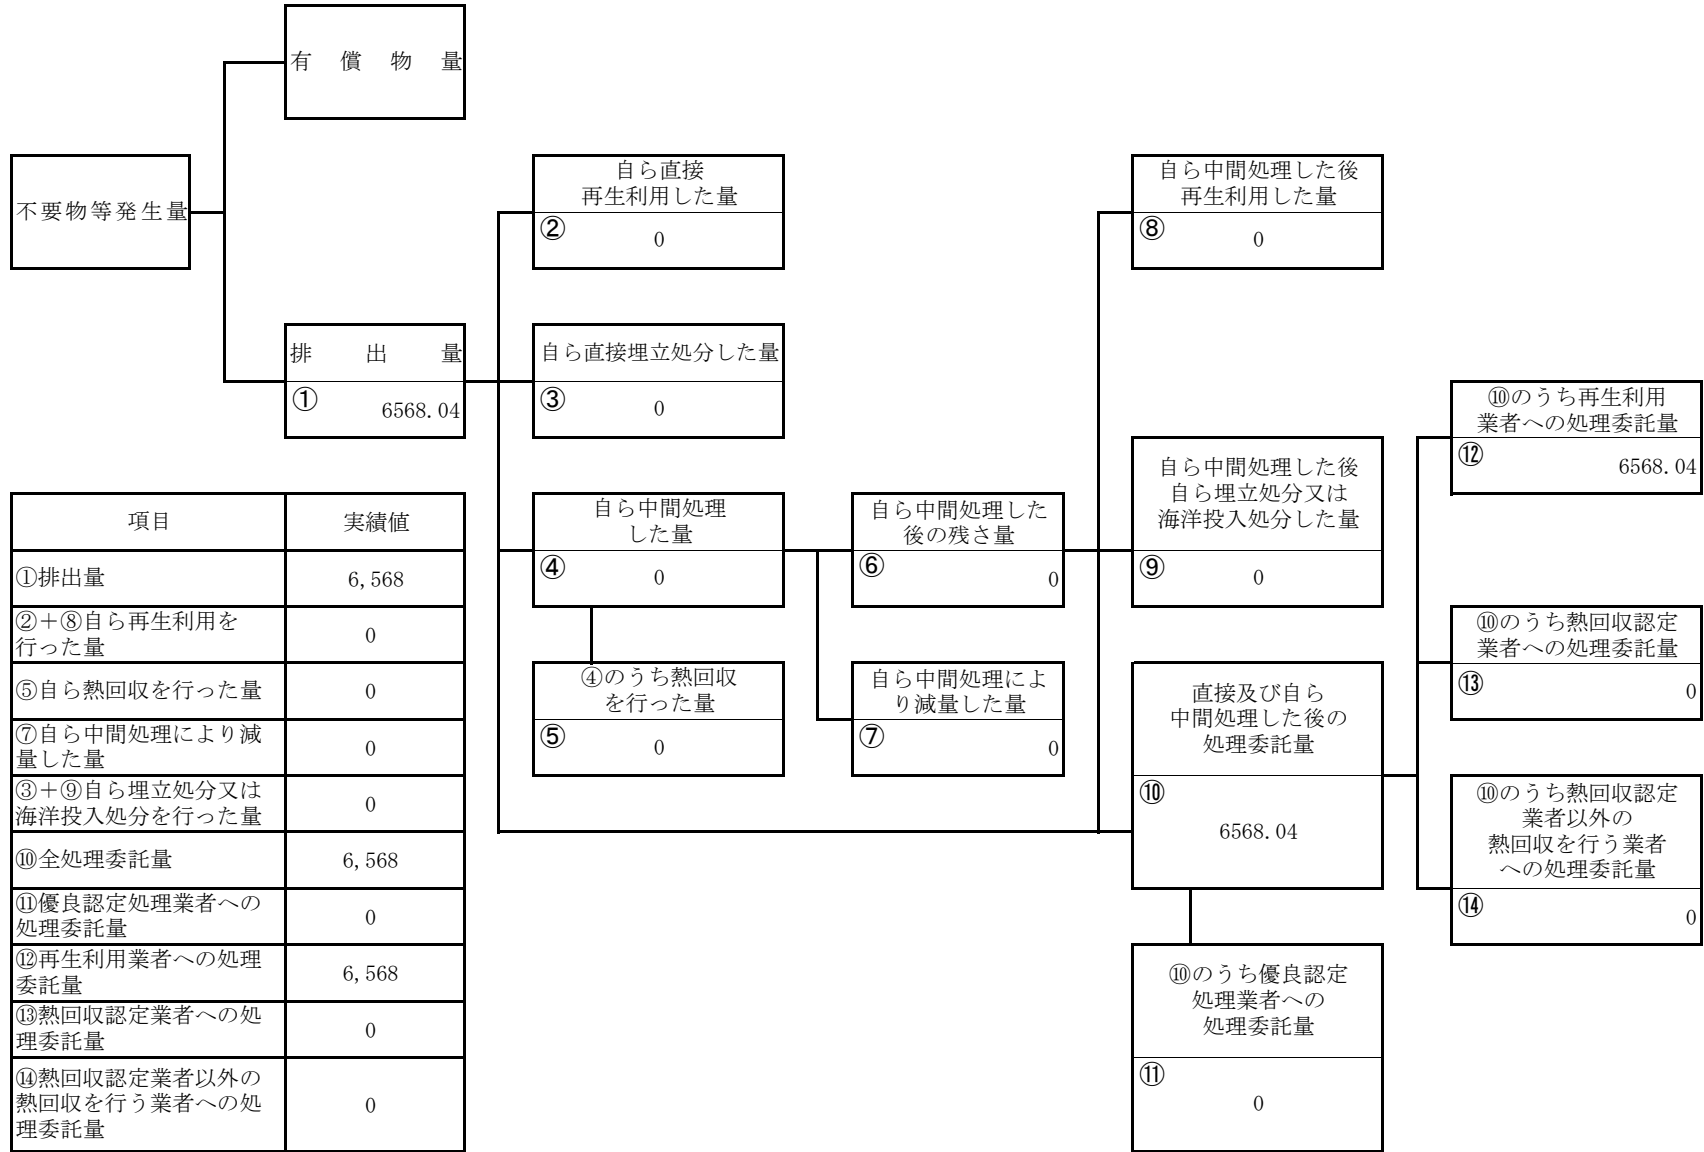 有償物量
不要物等発生量
自ら直接
再生利用した量
②
0
自ら中間処理した後
再生利用した量
⑧
0
排出量
①
6568.04
自ら直接埋立処分した量
③
0
⑩のうち再生利用
業者への処理委託量
⑫
6568.04
自ら中間処理
した量
④
0
自ら中間処理した
後の残さ量
⑥
0
自ら中間処理した後
自ら埋立処分又は
海洋投入処分した量
⑨
0
⑩のうち熱回収認定
業者への処理委託量
⑬
0
④のうち熱回収
を行った量
⑤
0
自ら中間処理によ
り減量した量
⑦
0
直接及び自ら
中間処理した後の
処理委託量
⑩
6568.04
⑩のうち熱回収認定
業者以外の
熱回収を行う業者
への処理委託量
⑭
0
⑩のうち優良認定
処理業者への
処理委託量
⑪
0
項目 実績値
①排出量 6,568
②＋⑧自ら再生利用を
行った量 0
⑤自ら熱回収を行った量 0
⑦自ら中間処理により減
量した量 0
③＋⑨自ら埋立処分又は
海洋投入処分を行った量 0
⑩全処理委託量 6,568
⑪優良認定処理業者への
処理委託量 0
⑫再生利用業者への処理
委託量 6,568
⑬熱回収認定業者への処
理委託量 0
⑭熱回収認定業者以外の
熱回収を行う業者への処
理委託量 0